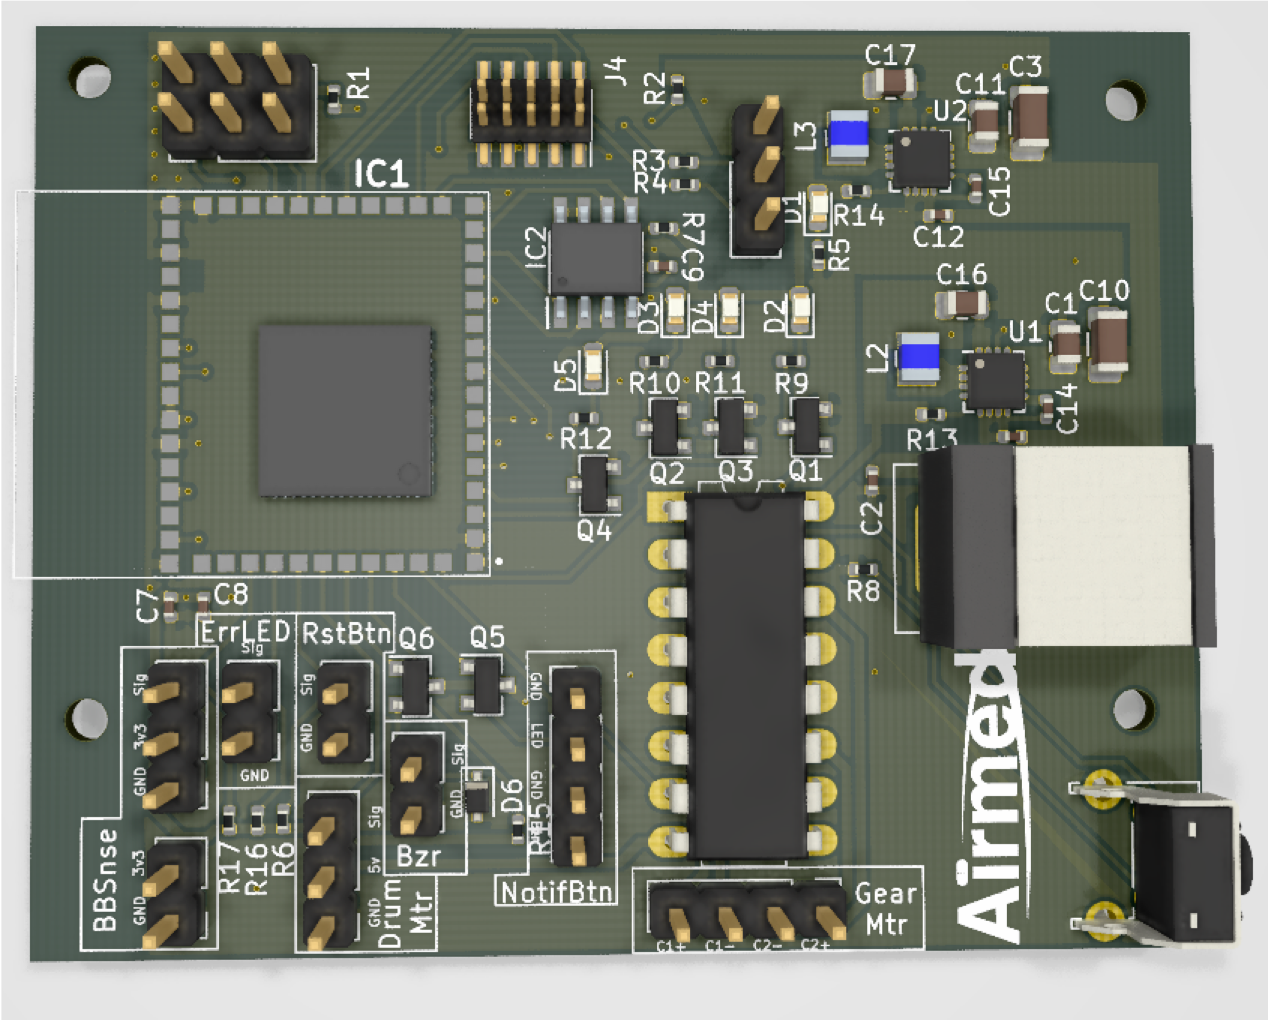 R1
J4
R2
C17
C11
C3
U2
L3
R3
R4
IC1
C15
D1
R14
C12
IC2
R7
C9
R5
C16
C1
C10
D3
D4
D2
U1
L2
D5
R10
R11
R9
C14
R12
R13
Q2
Q3
Q1
Q4
C2
R8
C7
C8
ErrLED
Sig
RstBtn
Q6
Q5
Sig
3v3
GND
GND
Sig
GND
GND
LED
GND
Sig
GND
D6
R15
Airmed
BBSnse
3v3
GND
R17
R16
R6
Sig
5v
GND
Drum
Mtr
Bzr
NotifBtn
Gear
Mtr
C1+
C1-
C2-
C2+